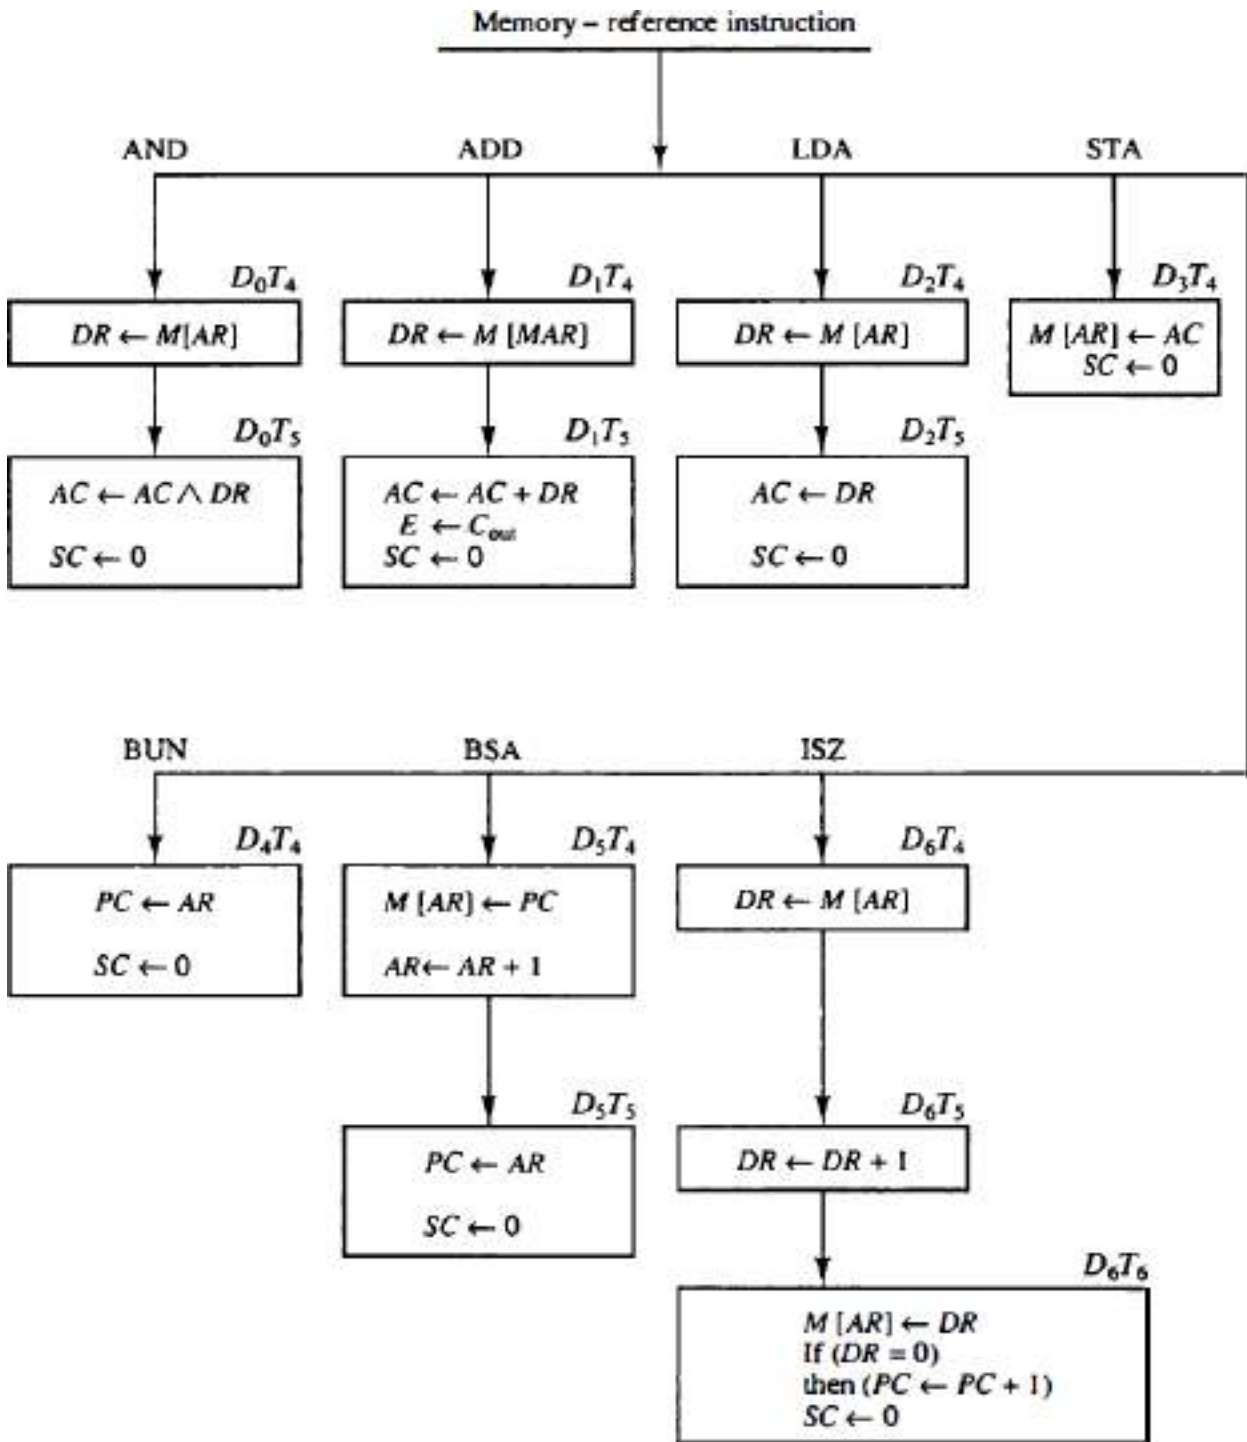 Memory – reference instruction
AND
ADD
LDA
STA
D₀T₄
D₁T₄
D₂T₄
D₃T₄
DR ← M[AR]
DR ← M [MAR]
DR ← M [AR]
M [AR] ← AC
SC ← 0
D₀T₅
D₁T₅
D₂T₅
AC ← AC ∧ DR
SC ← 0
AC ← AC + DR
E ← Cout
SC ← 0
AC ← DR
SC ← 0
BUN
BSA
ISZ
D₄T₄
D₅T₄
D₆T₄
PC ← AR
SC ← 0
M [AR] ← PC
AR ← AR + 1
DR ← M [AR]
D₅T₅
D₆T₅
PC ← AR
SC ← 0
DR ← DR + 1
D₆T₆
M [AR] ← DR
If (DR = 0)
then (PC ← PC + 1)
SC ← 0